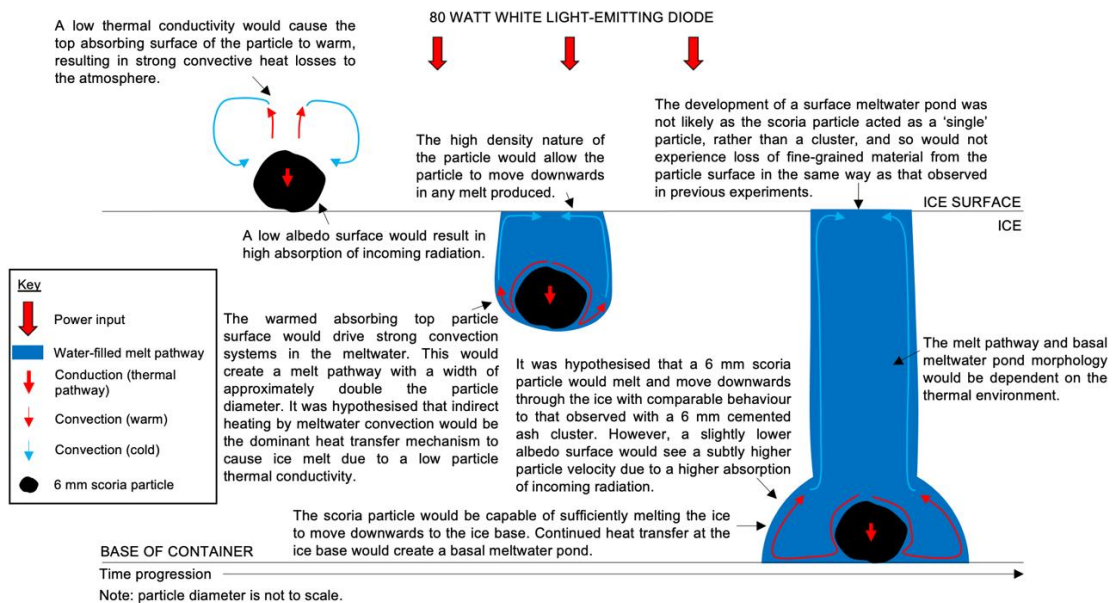 80 WATT WHITE LIGHT-EMITTING DIODE
A low thermal conductivity would cause the
top absorbing surface of the particle to warm,
resulting in strong convective heat losses to
the atmosphere.
The high density nature of
the particle would allow the
particle to move downwards
in any melt produced.
The development of a surface meltwater pond was
not likely as the scoria particle acted as a ‘single’
particle, rather than a cluster, and so would not
experience loss of fine-grained material from the
particle surface in the same way as that observed
in previous experiments.
ICE SURFACE
ICE
A low albedo surface would result in
high absorption of incoming radiation.
Key
Power input
Water-filled melt pathway
Conduction (thermal
pathway)
Convection (warm)
Convection (cold)
6 mm scoria particle
The warmed absorbing top particle
surface would drive strong convection
systems in the meltwater. This would
create a melt pathway with a width of
approximately double the particle
diameter. It was hypothesised that indirect
heating by meltwater convection would be
the dominant heat transfer mechanism to
cause ice melt due to a low particle
thermal conductivity.
It was hypothesised that a 6 mm scoria
particle would melt and move downwards
through the ice with comparable behaviour
to that observed with a 6 mm cemented
ash cluster. However, a slightly lower
albedo surface would see a subtly higher
particle velocity due to a higher absorption
of incoming radiation.
The melt pathway and basal
meltwater pond morphology
would be dependent on the
thermal environment.
The scoria particle would be capable of sufficiently melting the ice
to move downwards to the ice base. Continued heat transfer at the
ice base would create a basal meltwater pond.
BASE OF CONTAINER
Time progression
Note: particle diameter is not to scale.